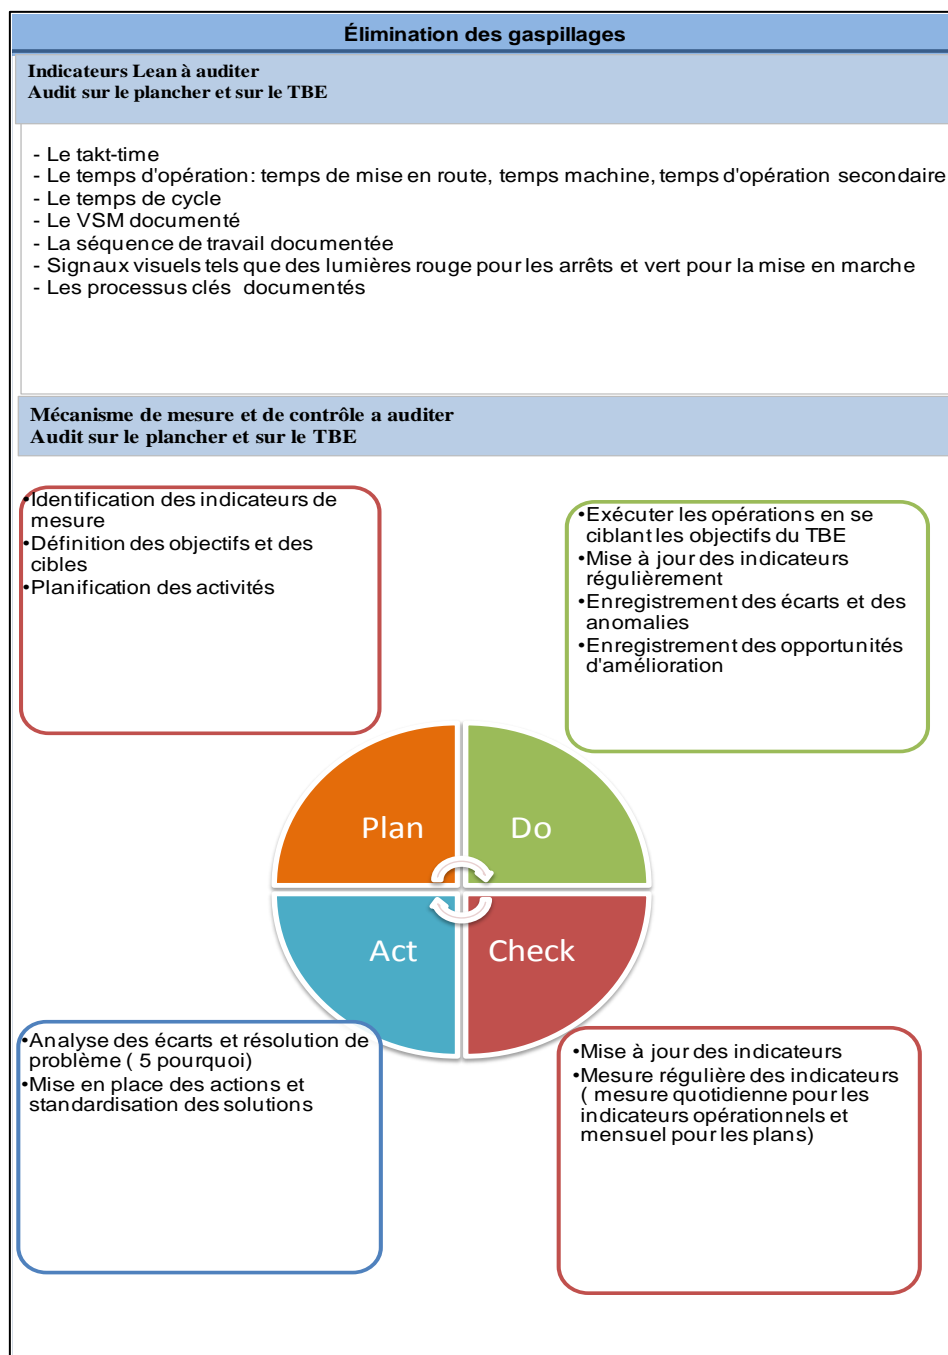 Élimination des gaspillages
Indicateurs Lean à auditer
Audit sur le plancher et sur le TBE
- Le takt-time
- Le temps d'opération: temps de mise en route, temps machine, temps d'opération secondaire
- Le temps de cycle
- Le VSM documenté
- La séquence de travail documentée
- Signaux visuels tels que des lumières rouge pour les arrêts et vert pour la mise en marche
- Les processus clés documentés
Mécanisme de mesure et de contrôle a auditer
Audit sur le plancher et sur le TBE
•Identification des indicateurs de
mesure
•Définition des objectifs et des
cibles
•Planification des activités
•Exécuter les opérations en se
ciblant les objectifs du TBE
•Mise à jour des indicateurs
régulièrement
•Enregistrement des écarts et des
anomalies
•Enregistrement des opportunités
d'amélioration
Plan
Do
Act
Check
•Analyse des écarts et résolution de
problème ( 5 pourquoi)
•Mise en place des actions et
standardisation des solutions
•Mise à jour des indicateurs
•Mesure régulière des indicateurs
( mesure quotidienne pour les
indicateurs opérationnels et
mensuel pour les plans)